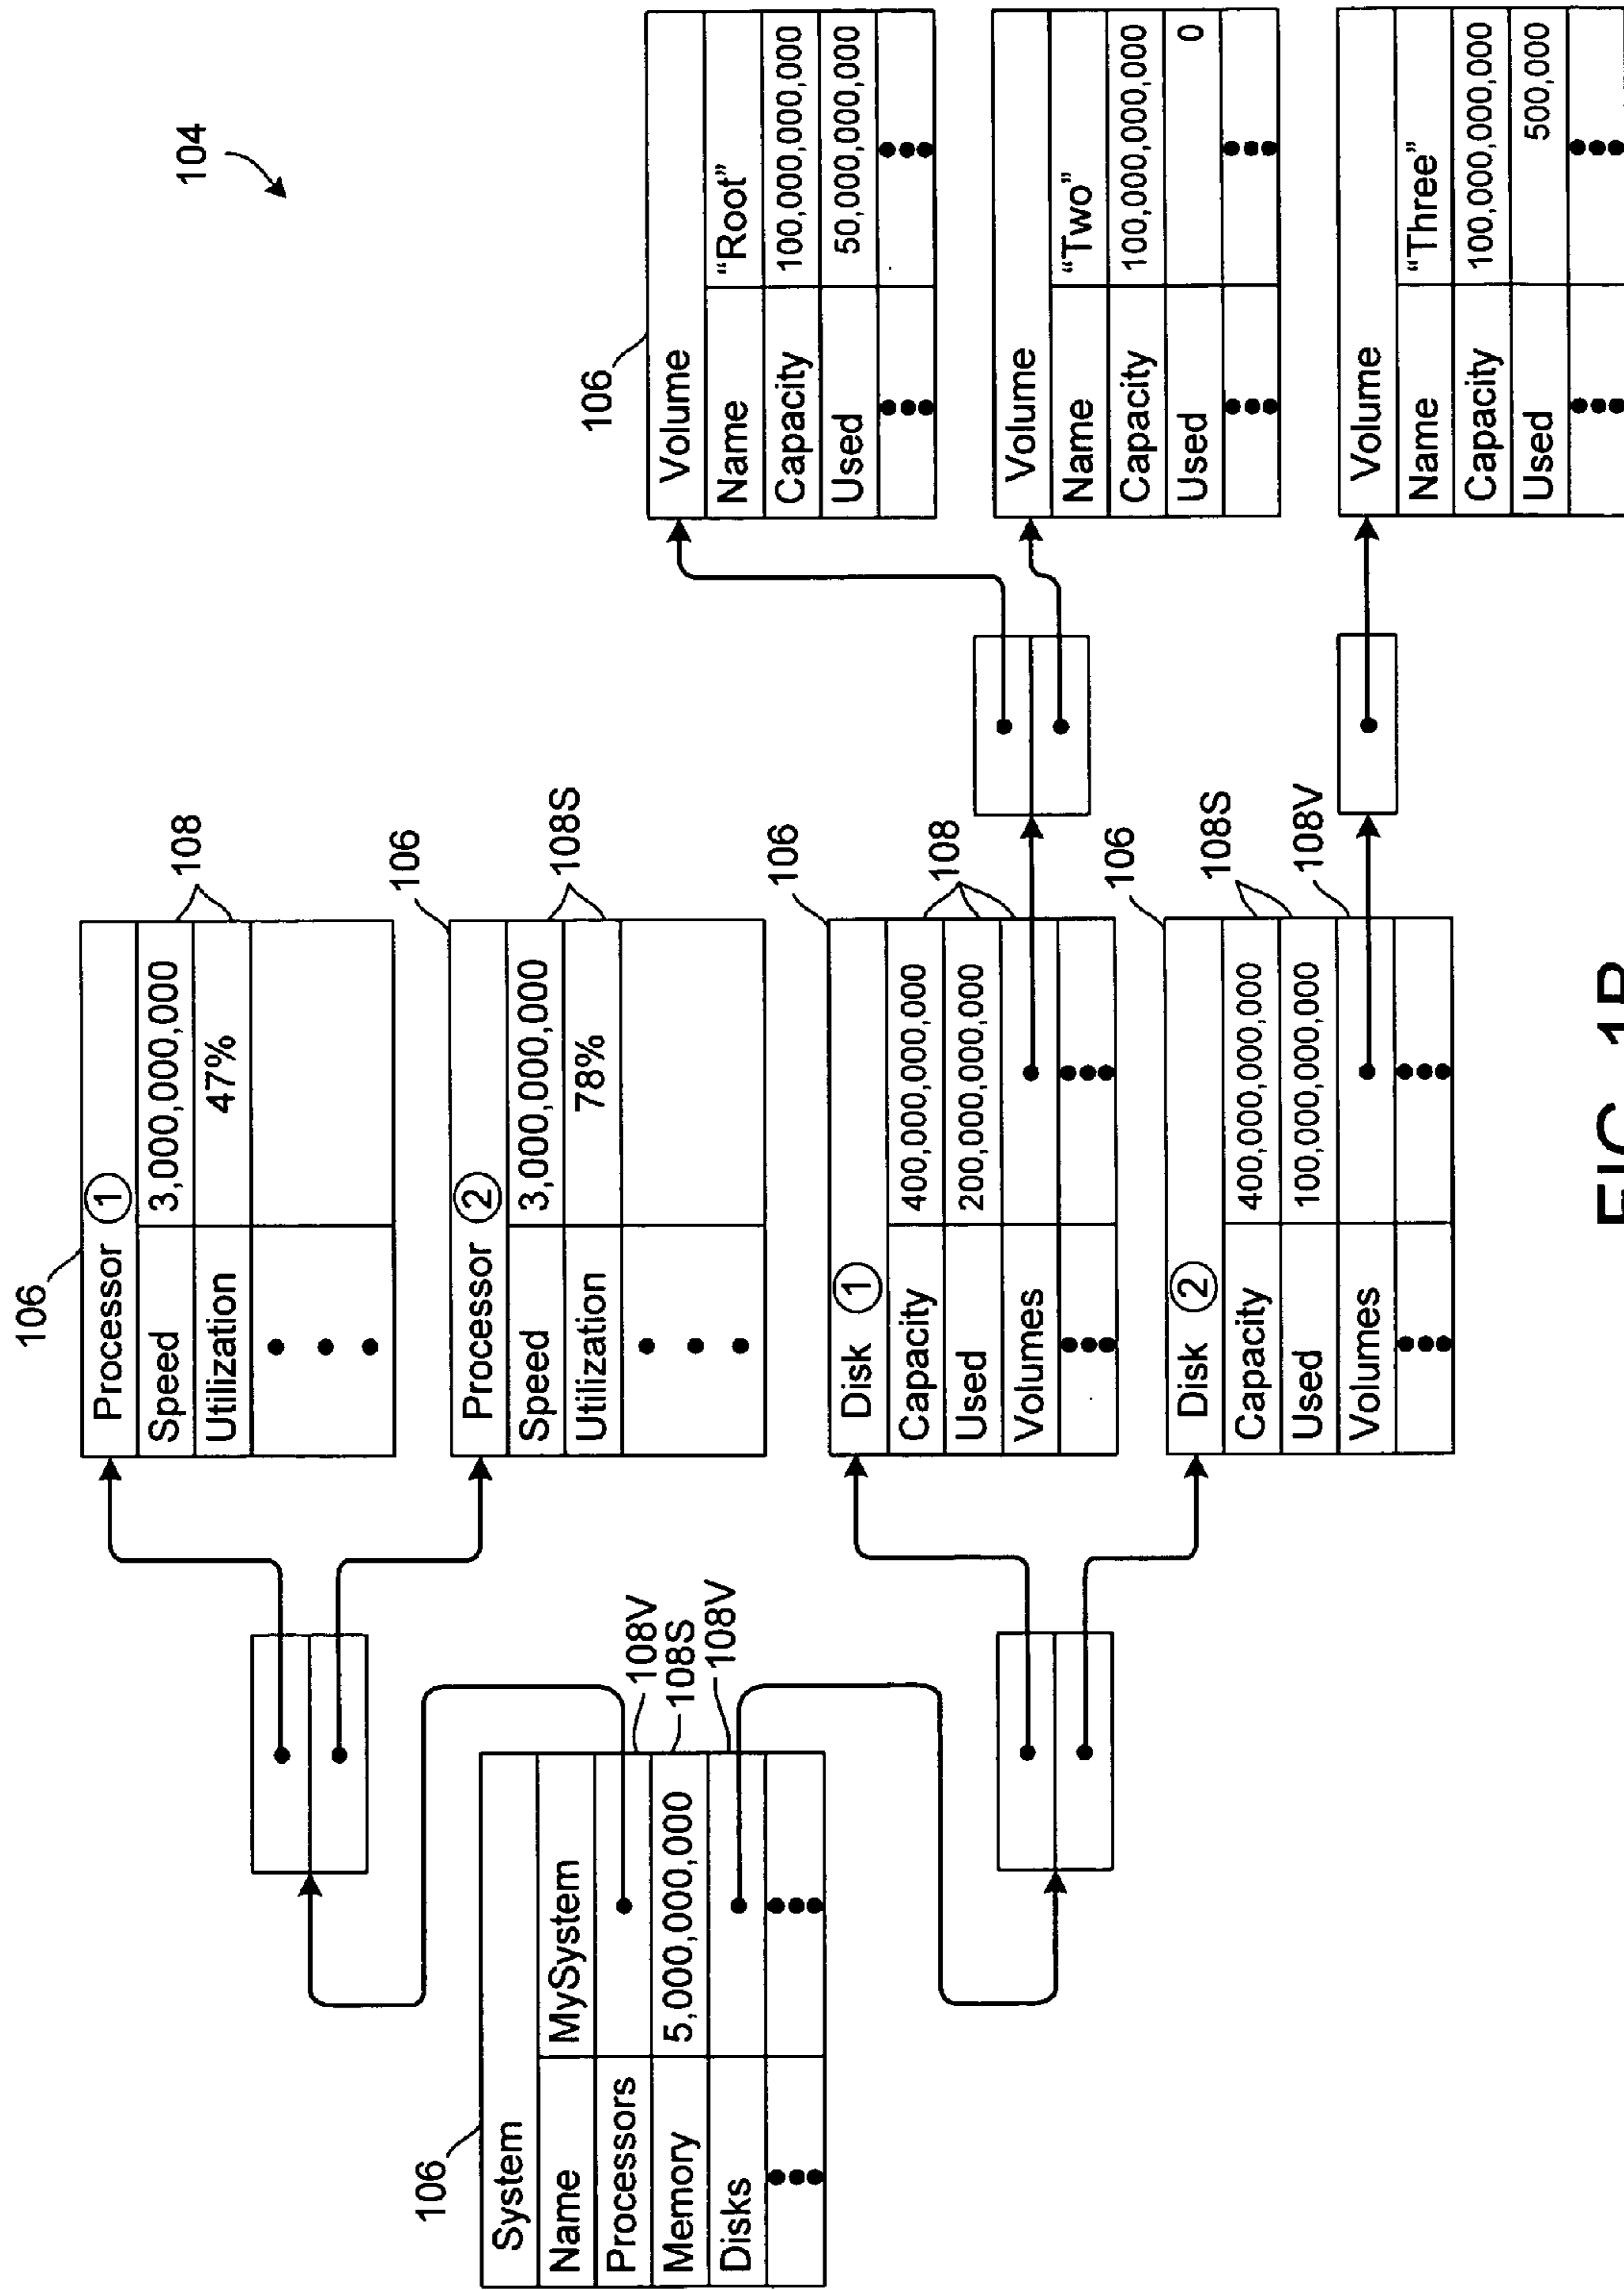 104
106
System
Name MySystem
Processors
Memory 5,000,000,000
Disks
108V
108S
108V
106
Processor 1
Speed 3,000,000,000
Utilization 47%
108
106
Processor 2
Speed 3,000,000,000
Utilization 78%
108S
106
Disk 1
Capacity 400,000,000,000
Used 200,000,000,000
Volumes
108
106
Disk 2
Capacity 400,000,000,000
Used 100,000,000,000
Volumes
108S
108V
106
Volume
Name “Root”
Capacity 100,000,000,000
Used 50,000,000,000
Volume
Name “Two”
Capacity 100,000,000,000
Used 0
Volume
Name “Three”
Capacity 100,000,000,000
Used 500,000